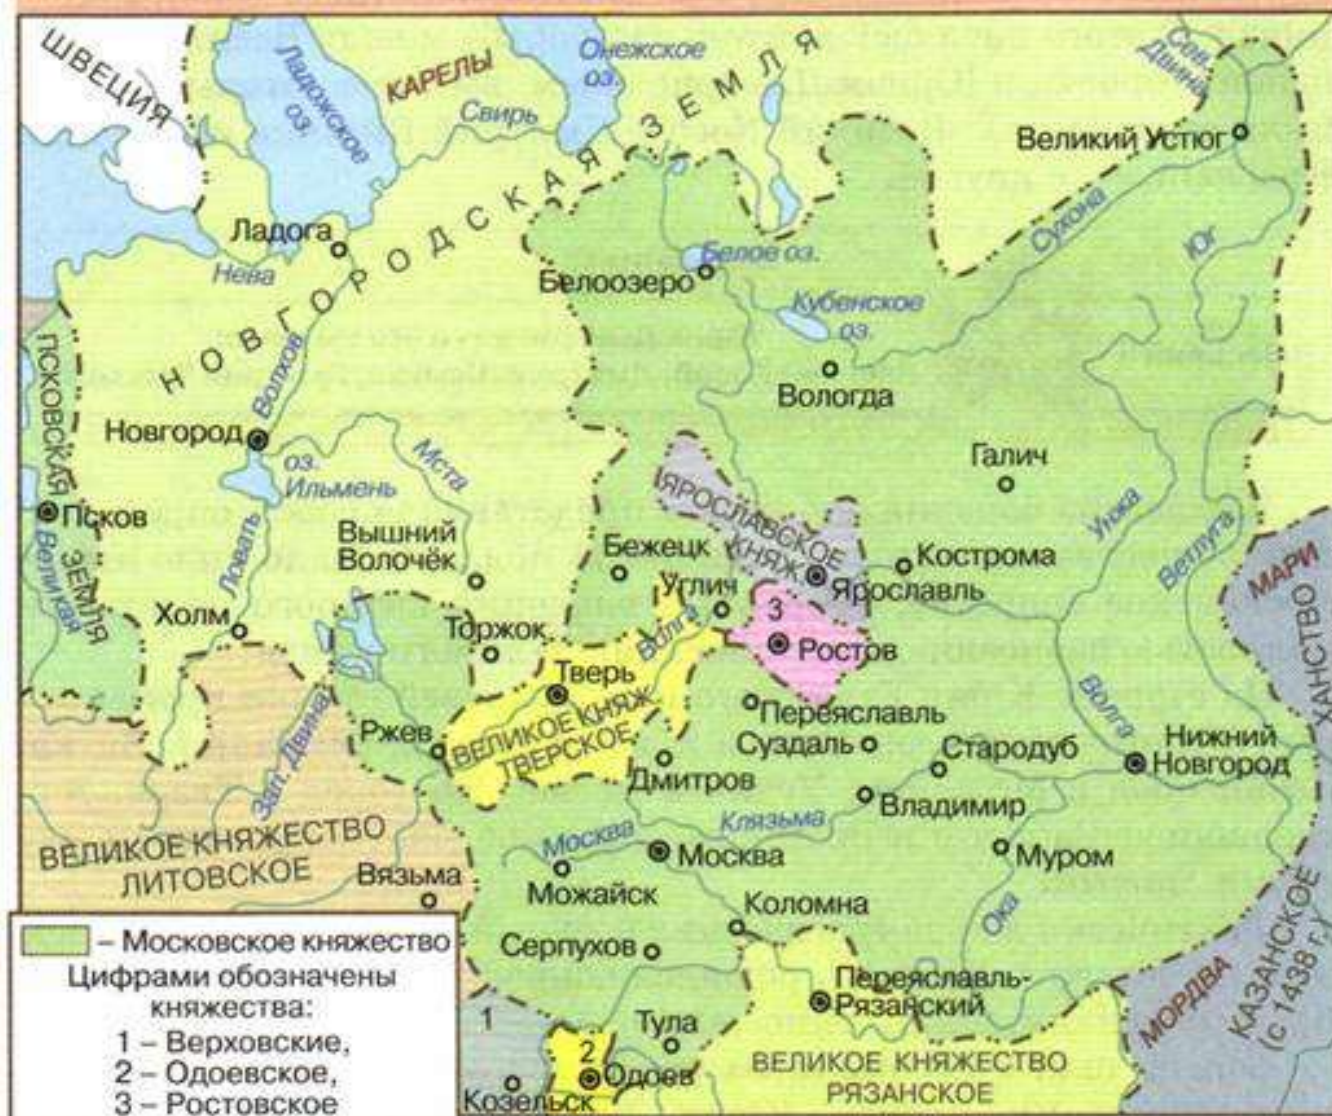 ШВЕЦИЯ
Ладожское
оз.
КАРЕЛЫ
Онежское
оз.
Свирь
НОВГОРОДСКАЯ ЗЕМЛЯ
Сев.
Двина
Великий Устюг
Ладога
Нева
Волхов
Белое оз.
Белоозеро
Кубенское
оз.
Сухона
Юг
Вологда
ПСКОВСКАЯ
ЗЕМЛЯ
Новгород
оз.
Ильмень
Мста
Галич
Псков
Великая
Ловать
Вышний
Волочёк
Бежецк
ЯРОСЛАВСКОЕ
КНЯЖ.
Ярославль
Кострома
Унжа
Ветлуга
МАРИ
Холм
Торжок
Углич
Волга
3
Ростов
Тверь
ВЕЛИКОЕ КНЯЖ
ТВЕРСКОЕ
Зап. Двина
Ржев
Переяславль
Суздаль
Стародуб
Волга
Нижний
Новгород
Дмитров
Владимир
Клязьма
ВЕЛИКОЕ КНЯЖЕСТВО
ЛИТОВСКОЕ
Вязьма
Москва
Москва
Можайск
Муром
Коломна
Ока
Серпухов
Переяславль-
Рязанский
МОРДВА
КАЗАНСКОЕ
ХАНСТВО
(с 1438 г.)
1
Тула
2
Одоев
Козельск
ВЕЛИКОЕ КНЯЖЕСТВО
РЯЗАНСКОЕ
– Московское княжество
Цифрами обозначены
княжества:
1 – Верховские,
2 – Одоевское,
3 – Ростовское